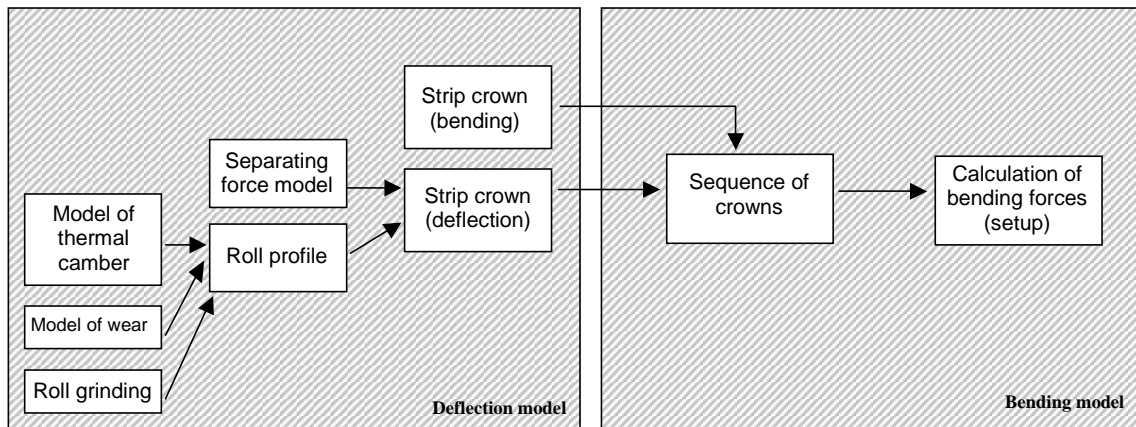 Strip crown
(bending)
Separating
force model
Strip crown
(deflection)
Model of
thermal
camber
Roll profile
Model of wear
Roll grinding
Deflection model
Sequence of
crowns
Calculation of
bending forces
(setup)
Bending model